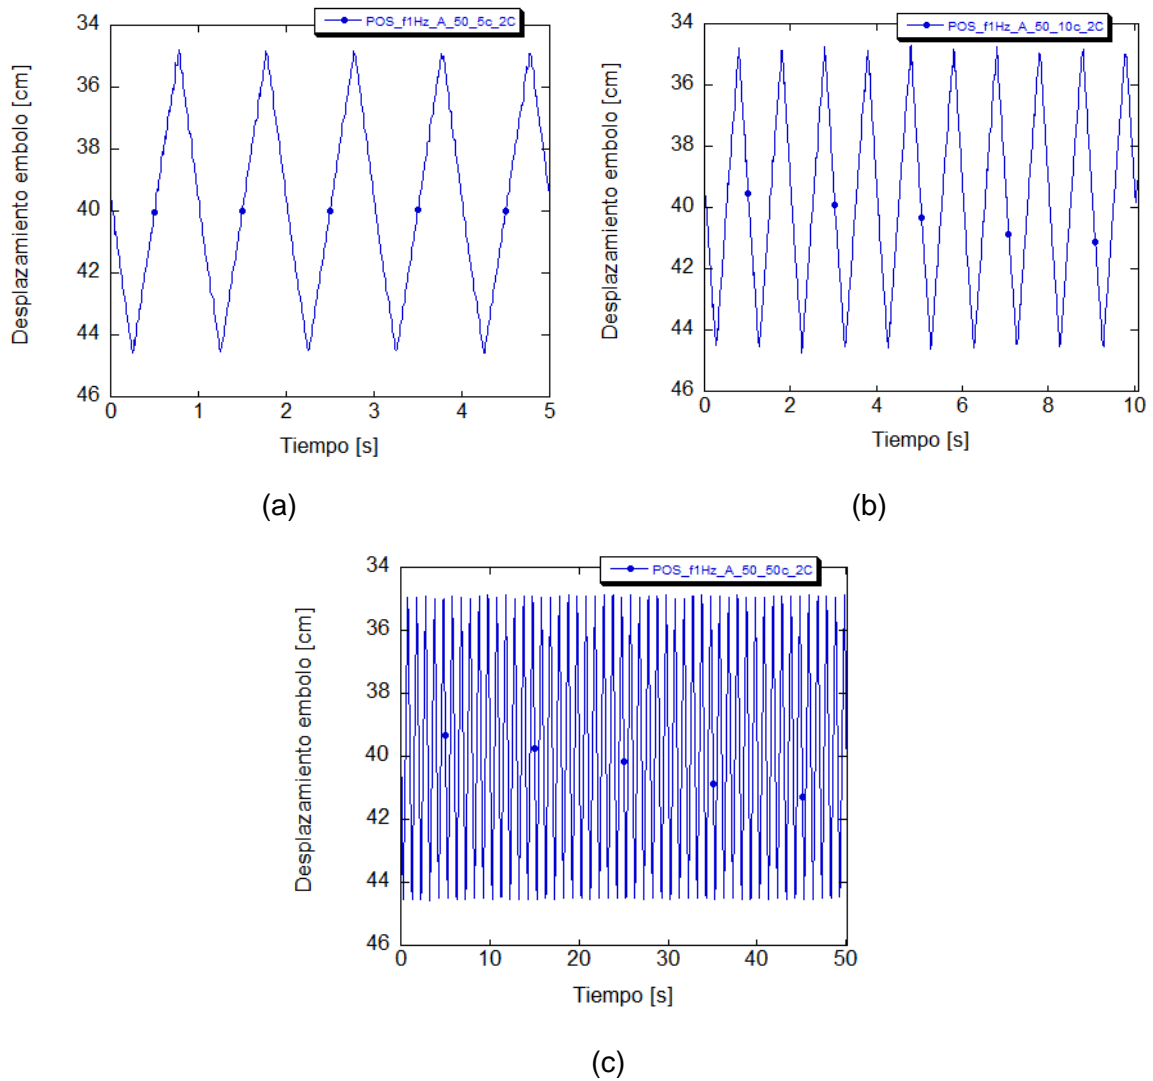 POS_f1Hz_A_50_5c_2C
34
36
38
40
42
44
46
Desplazamiento embolo [cm]
0 1 2 3 4 5
Tiempo [s]
(a)
POS_f1Hz_A_50_10c_2C
34
36
38
40
42
44
46
Desplazamiento embolo [cm]
0 2 4 6 8 10
Tiempo [s]
(b)
POS_f1Hz_A_50_50c_2C
34
36
38
40
42
44
46
Desplazamiento embolo [cm]
0 10 20 30 40 50
Tiempo [s]
(c)